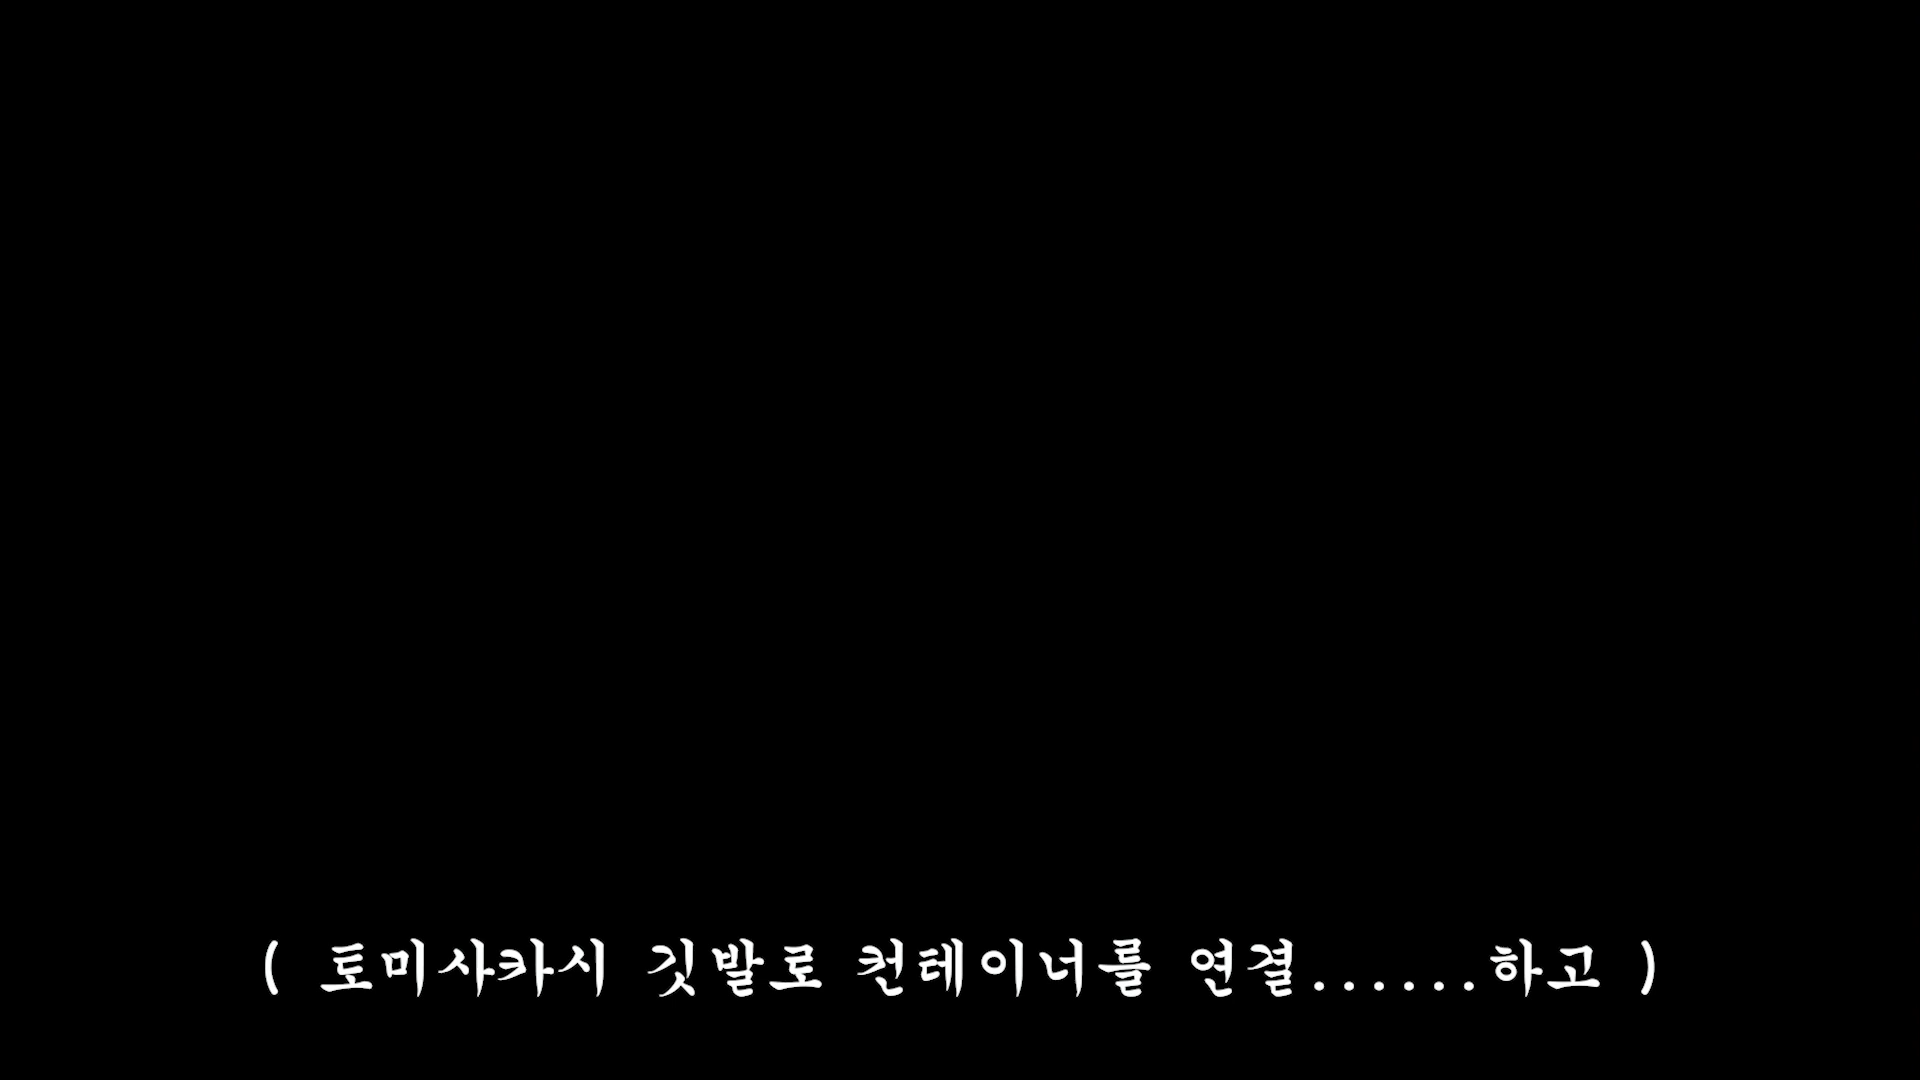 ( 토미사카시 깃발로 컨테이너를 연결......하고 )